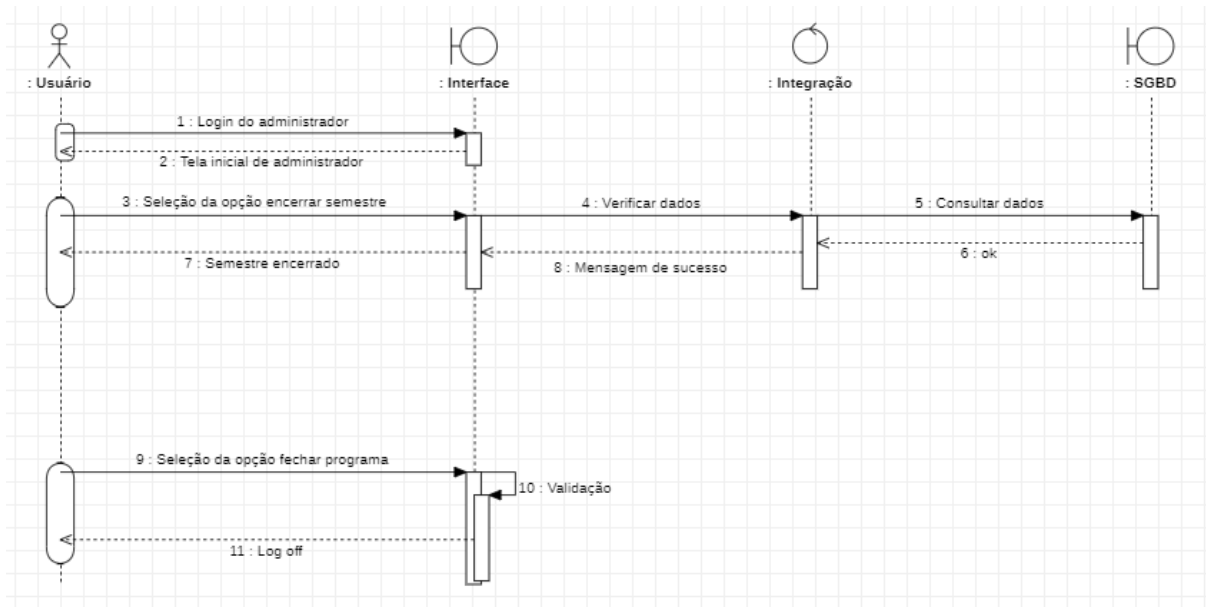 : Usuário
: Interface
: Integração
: SGBD
1 : Login do administrador
2 : Tela inicial de administrador
3 : Seleção da opção encerrar semestre
4 : Verificar dados
5 : Consultar dados
6 : ok
7 : Semestre encerrado
8 : Mensagem de sucesso
9 : Seleção da opção fechar programa
10 : Validação
11 : Log off